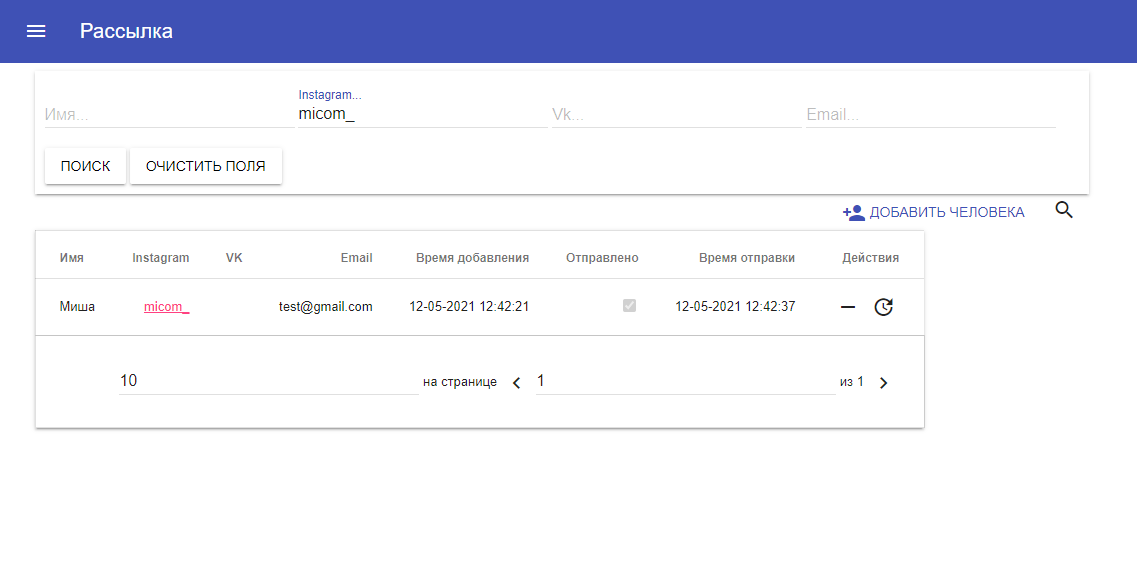 Рассылка
Instagram...
Имя... micom_ Vk... Email...
ПОИСК ОЧИСТИТЬ ПОЛЯ
ДОБАВИТЬ ЧЕЛОВЕКА
Имя Instagram VK Email Время добавления Отправлено Время отправки Действия
Миша micom_ test@gmail.com 12-05-2021 12:42:21 12-05-2021 12:42:37
10 на странице 1 из 1